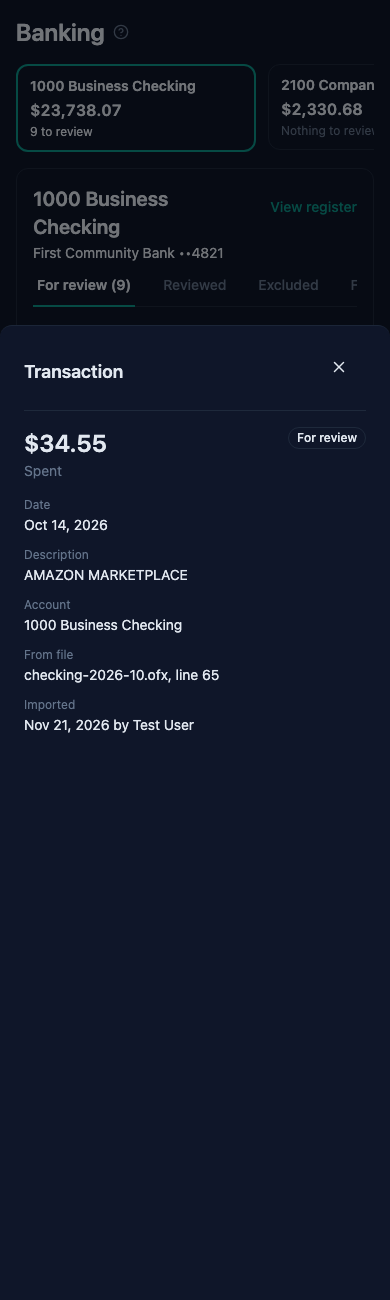 Banking
1000 Business Checking
$23,738.07
9 to review
2100 Compan
$2,330.68
Nothing to review
1000 Business
Checking
View register
First Community Bank ••4821
For review (9)
Reviewed
Excluded
F
Transaction
$34.55
For review
Spent
Date
Oct 14, 2026
Description
AMAZON MARKETPLACE
Account
1000 Business Checking
From file
checking-2026-10.ofx, line 65
Imported
Nov 21, 2026 by Test User